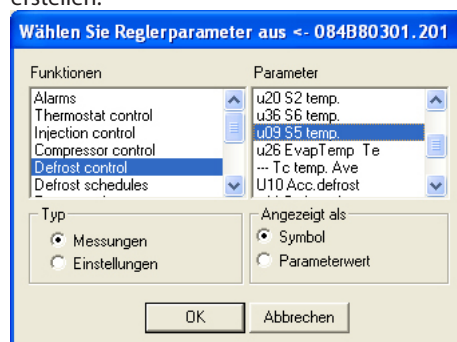 erstellen.
Wählen Sie Reglerparameter aus <- 084B80301.201
Funktionen
Alarms
Thermostat control
Injection control
Compressor control
Defrost control
Defrost schedules
Parameter
u20 S2 temp.
u36 S6 temp.
u09 S5 temp.
u26 EvapTemp Te
--- Tc temp. Ave
U10 Acc.defrost
Typ
Messungen
Einstellungen
Angezeigt als
Symbol
Parameterwert
OK
Abbrechen